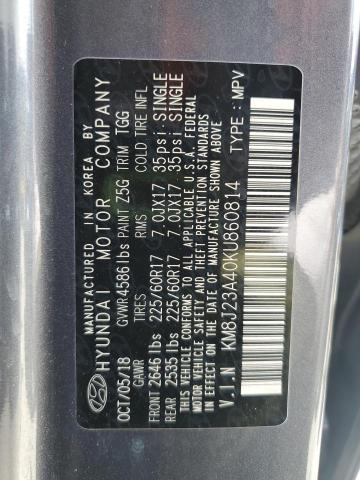 MANUFACTURED IN KOREA BY
HYUNDAI MOTOR COMPANY
OCT/05/18 GVWR 4586 lbs PAINT Z5G TRIM TGG
GAWR TIRES RIMS COLD TIRE INFL.
FRONT 2646 lbs 225/60R17 7.0JX17 35 psi: SINGLE
REAR 2535 lbs 225/60R17 7.0JX17 35 psi: SINGLE
THIS VEHICLE CONFORMS TO ALL APPLICABLE U.S.A. FEDERAL
MOTOR VEHICLE SAFETY, BUMPER, AND THEFT PREVENTION STANDARDS
IN EFFECT ON THE DATE OF MANUFACTURE SHOWN ABOVE.
V.I.N KM8J23A40KU860814 TYPE: MPV